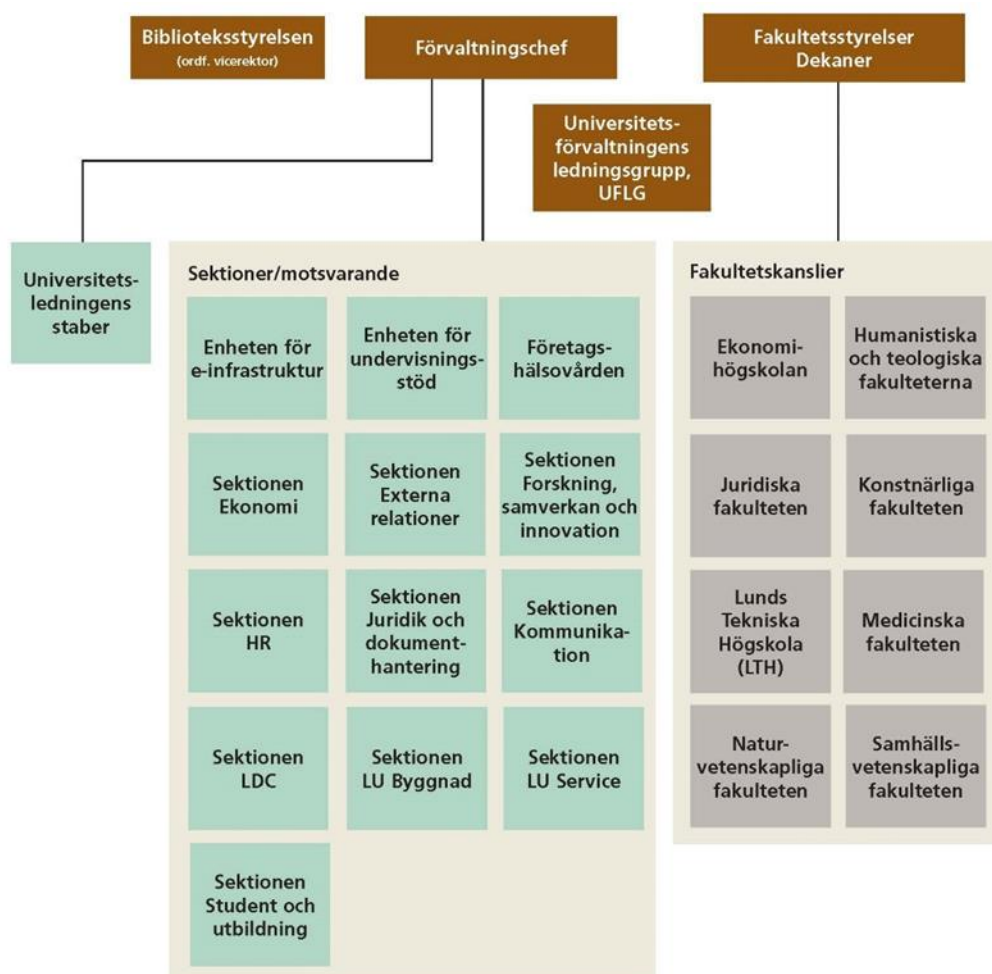 Biblioteksstyrelsen
(ordf. vicerektor)
Förvaltningschef
Fakultetsstyrelser
Dekaner
Universitets-
förvaltningens
ledningsgrupp,
UFLG
Universitets-
ledningens
staber
Sektioner/motsvarande
Enheten för
e-infrastruktur
Enheten för
undervisnings-
stöd
Företags-
hälsovården
Sektionen
Ekonomi
Sektionen
Externa
relationer
Sektionen
Forskning,
samverkan och
innovation
Sektionen
HR
Sektionen
Juridik och
dokument-
hantering
Sektionen
Kommunika-
tion
Sektionen
LDC
Sektionen
LU Byggnad
Sektionen
LU Service
Sektionen
Student och
utbildning
Fakultetskanslier
Ekonomi-
högskolan
Humanistiska
och teologiska
fakulteterna
Juridiska
fakulteten
Konstnärliga
fakulteten
Lunds
Tekniska
Högskola
(LTH)
Medicinska
fakulteten
Natur-
vetenskapliga
fakulteten
Samhälls-
vetenskapliga
fakulteten